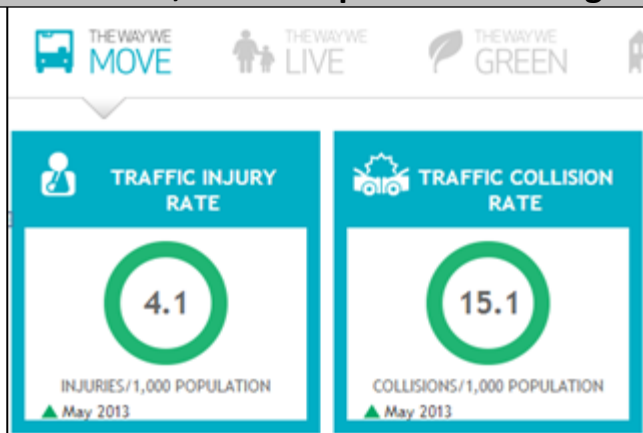 THE WAY WE
MOVE
THE WAY WE
LIVE
THE WAY WE
GREEN
TRAFFIC INJURY
RATE
4.1
INJURIES/1,000 POPULATION
May 2013
TRAFFIC COLLISION
RATE
15.1
COLLISIONS/1,000 POPULATION
May 2013